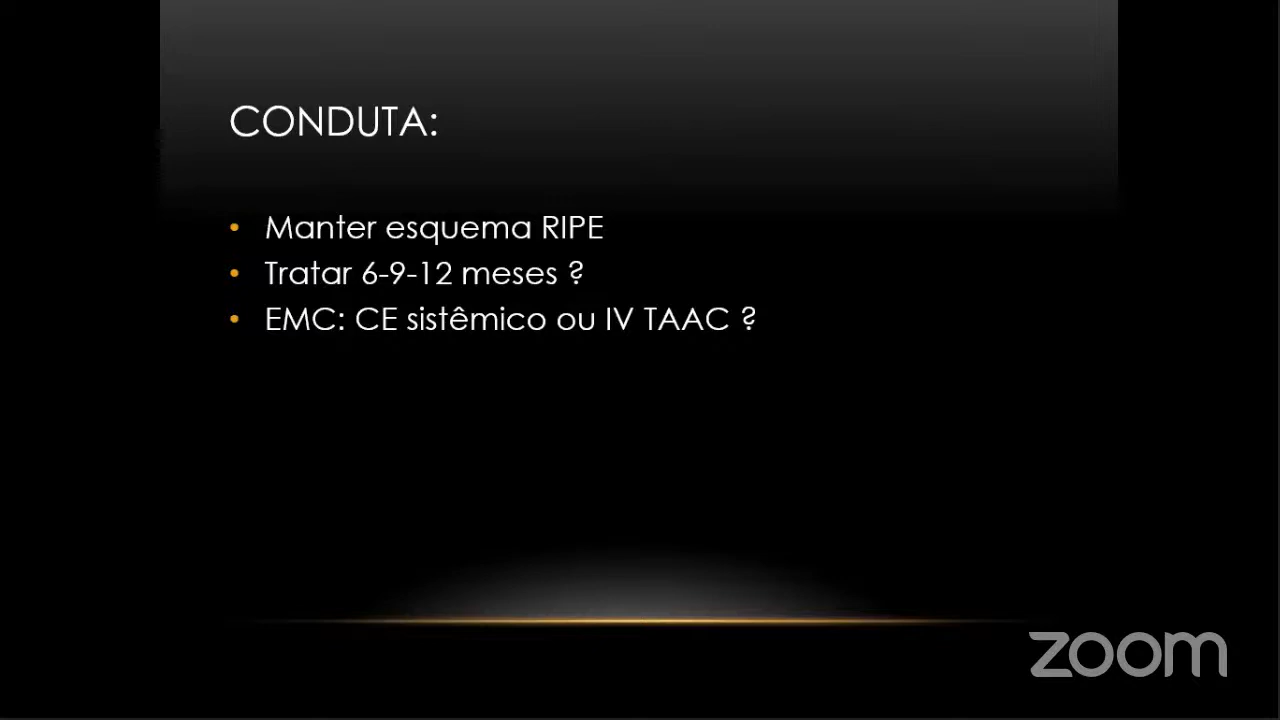 CONDUTA:
• Manter esquema RIPE
• Tratar 6-9-12 meses ?
• EMC: CE sistêmico ou IV TAAC ?
zoom